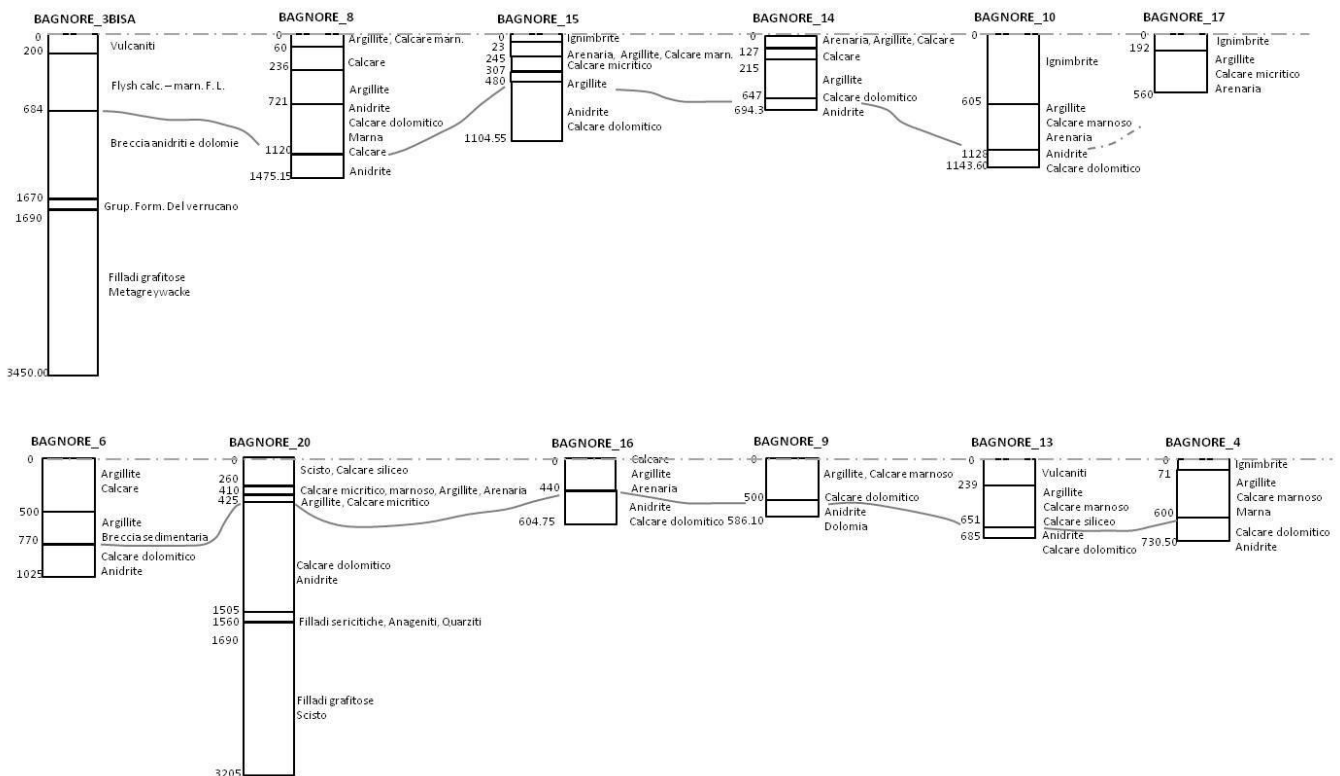 BAGNORE_3BISA
0
200
684
1670
1690
3450.00
Vulcaniti
Flysch calc. – marn. F. L.
Breccia anidriti e dolomie
Grup. Form. Del verrucano
Filladi grafitose
Metagreywacke
BAGNORE_8
0
60
236
721
1120
1475.15
Argillite, Calcare marn.
Calcare
Argillite
Anidrite
Calcare dolomitico
Marna
Calcare
Anidrite
BAGNORE_15
0
23
245
307
480
1104.55
Ignimbrite
Arenaria, Argillite, Calcare marn.
Calcare micritico
Argillite
Anidrite
Calcare dolomitico
BAGNORE_14
0
127
215
647
694.3
Arenaria, Argillite, Calcare
Calcare
Argillite
Calcare dolomitico
Anidrite
BAGNORE_10
0
605
1128
1143.60
Ignimbrite
Argillite
Calcare marnoso
Arenaria
Anidrite
Calcare dolomitico
BAGNORE_17
0
192
560
Ignimbrite
Argillite
Calcare micritico
Arenaria
BAGNORE_6
0
500
770
1025
Argillite
Calcare
Argillite
Breccia sedimentaria
Calcare dolomitico
Anidrite
BAGNORE_20
0
260
410
425
1505
1560
1690
3205
Scisto, Calcare siliceo
Calcare micritico, marnoso, Argillite, Arenaria
Argillite, Calcare micritico
Calcare dolomitico
Anidrite
Filladi sericitiche, Anageniti, Quarziti
Filladi grafitose
Scisto
BAGNORE_16
0
440
604.75
Calcare
Argillite
Arenaria
Anidrite
Calcare dolomitico
BAGNORE_9
0
500
586.10
Argillite, Calcare marnoso
Calcare dolomitico
Anidrite
Dolomia
BAGNORE_13
0
239
651
685
Vulcaniti
Argillite
Calcare marnoso
Calcare siliceo
Anidrite
Calcare dolomitico
BAGNORE_4
0
71
600
730.50
Ignimbrite
Argillite
Calcare marnoso
Marna
Calcare dolomitico
Anidrite